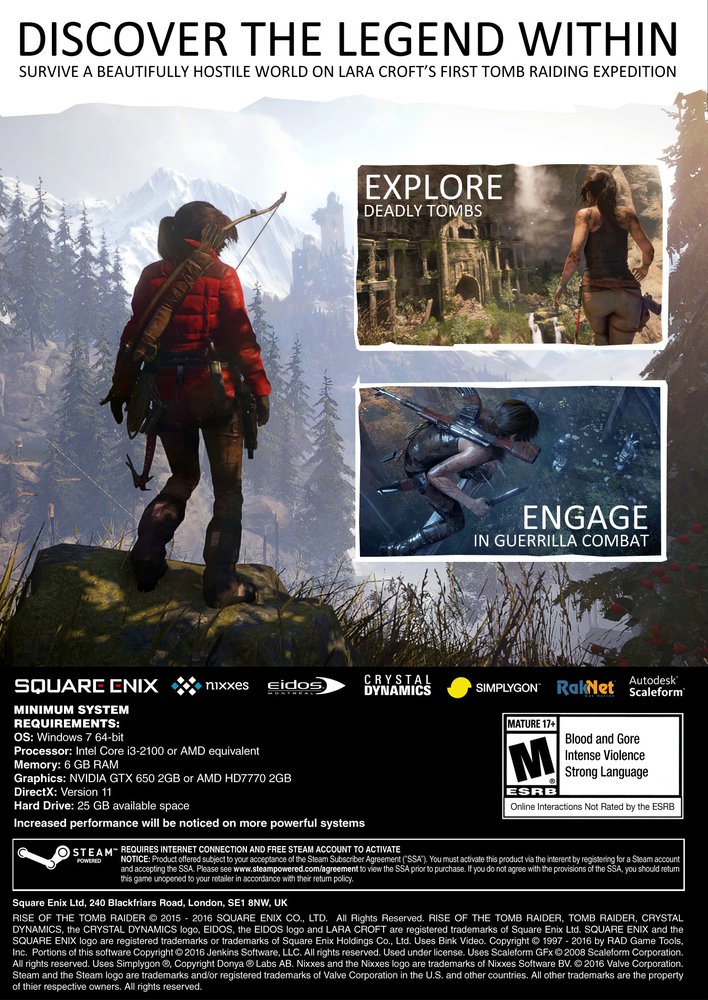 DISCOVER THE LEGEND WITHIN
SURVIVE A BEAUTIFULLY HOSTILE WORLD ON LARA CROFT'S FIRST TOMB RAIDING EXPEDITION
EXPLORE
DEADLY TOMBS
ENGAGE
IN GUERRILLA COMBAT
SQUARE ENIX nixxes eidos MONTREAL CRYSTAL DYNAMICS SIMPLYGON RakNet Autodesk Scaleform
MINIMUM SYSTEM
REQUIREMENTS:
OS: Windows 7 64-bit
Processor: Intel Core i3-2100 or AMD equivalent
Memory: 6 GB RAM
Graphics: NVIDIA GTX 650 2GB or AMD HD7770 2GB
DirectX: Version 11
Hard Drive: 25 GB available space
Increased performance will be noticed on more powerful systems
MATURE 17+
M
ESRB
Blood and Gore
Intense Violence
Strong Language
Online Interactions Not Rated by the ESRB
STEAM™
POWERED
REQUIRES INTERNET CONNECTION AND FREE STEAM ACCOUNT TO ACTIVATE
NOTICE: Product offered subject to your acceptance of the Steam Subscriber Agreement ("SSA"). You must activate this product via the interent by registering for a Steam account
and accepting the SSA. Please see www.steampowered.com/agreement to view the SSA prior to purchase. If you do not agree with the provisions of the SSA, you should return
this game unopened to your retailer in accordance with their return policy.
Square Enix Ltd, 240 Blackfriars Road, London, SE1 8NW, UK
RISE OF THE TOMB RAIDER © 2015 - 2016 SQUARE ENIX CO., LTD. All Rights Reserved. RISE OF THE TOMB RAIDER, TOMB RAIDER, CRYSTAL
DYNAMICS, the CRYSTAL DYNAMICS logo, EIDOS, the EIDOS logo and LARA CROFT are registered trademarks of Square Enix Ltd. SQUARE ENIX and the
SQUARE ENIX logo are registered trademarks or trademarks of Square Enix Holdings Co., Ltd. Uses Bink Video. Copyright © 1997 - 2016 by RAD Game Tools,
Inc. Portions of this software Copyright © 2016 Jenkins Software, LLC. All rights reserved. Used under license. Uses Scaleform GFx © 2008 Scaleform Corporation.
All rights reserved. Uses Simplygon ®, Copyright Donya ® Labs AB. Nixxes and the Nixxes logo are trademarks of Nixxes Software BV. © 2016 Valve Corporation.
Steam and the Steam logo are trademarks and/or registered trademarks of Valve Corporation in the U.S. and other countries. All other trademarks are the property
of thier respective owners. All rights reserved.